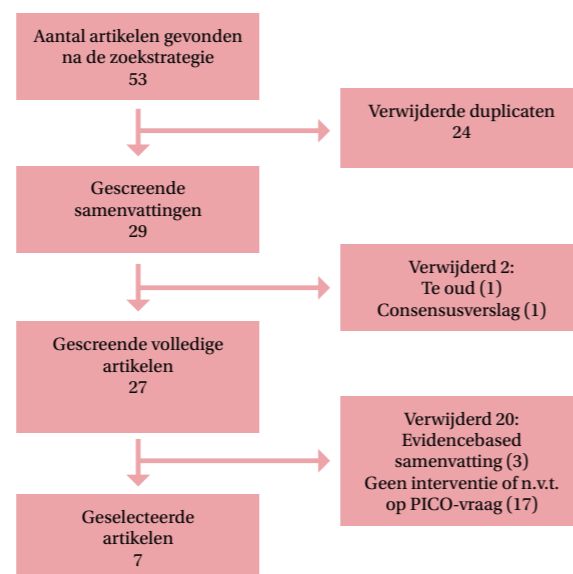 Aantal artikelen gevonden
na de zoekstrategie
53
Verwijderde duplicaten
24
Gescreende
samenvattingen
29
Verwijderd 2:
Te oud (1)
Consensusverslag (1)
Gescreende volledige
artikelen
27
Verwijderd 20:
Evidencebased
samenvatting (3)
Geen interventie of n.v.t.
op PICO-vraag (17)
Geselecteerde
artikelen
7